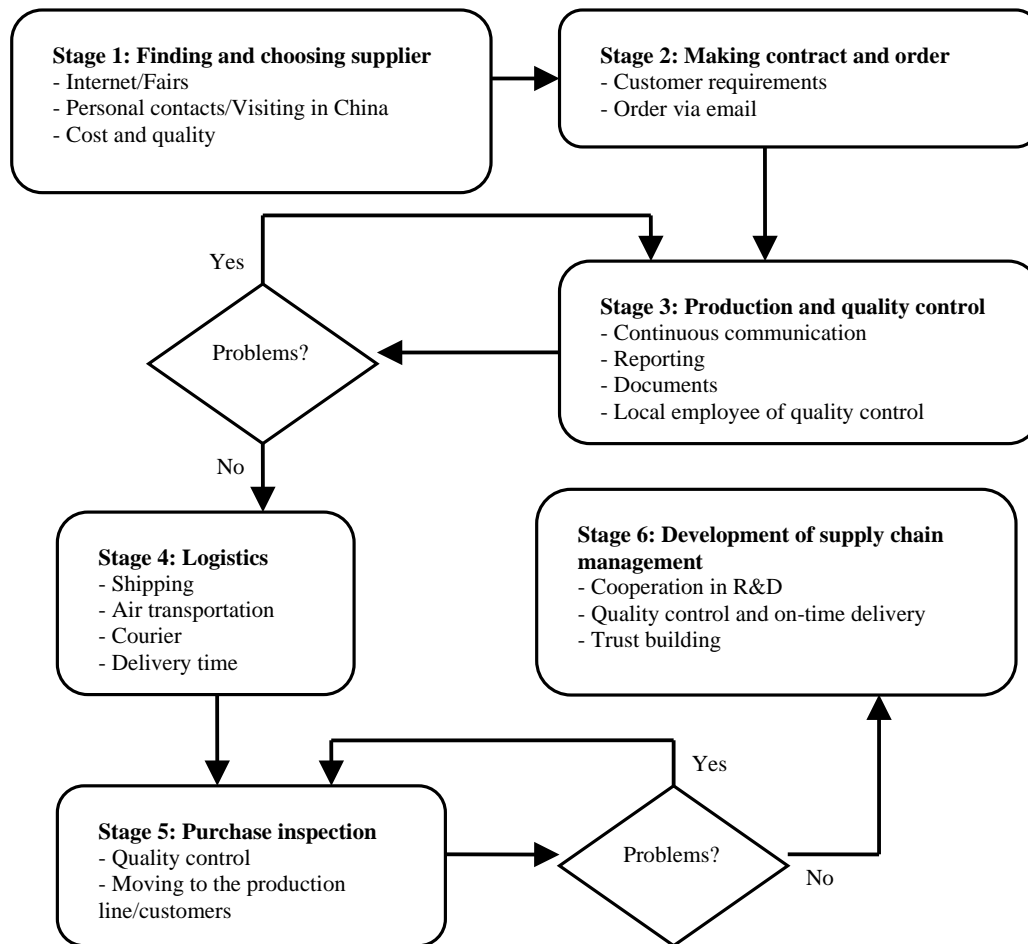 Stage 1: Finding and choosing supplier
- Internet/Fairs
- Personal contacts/Visiting in China
- Cost and quality
Stage 2: Making contract and order
- Customer requirements
- Order via email
Yes
Problems?
No
Stage 3: Production and quality control
- Continuous communication
- Reporting
- Documents
- Local employee of quality control
Stage 4: Logistics
- Shipping
- Air transportation
- Courier
- Delivery time
Stage 6: Development of supply chain
management
- Cooperation in R&D
- Quality control and on-time delivery
- Trust building
Stage 5: Purchase inspection
- Quality control
- Moving to the production
line/customers
Yes
Problems?
No